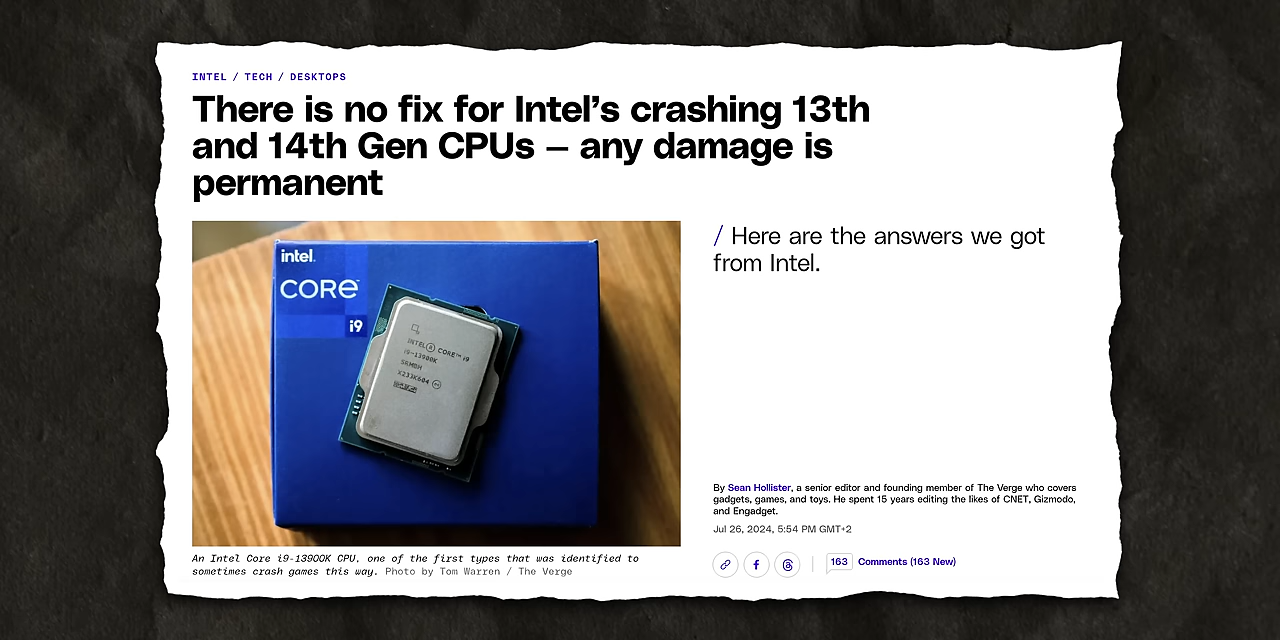 INTEL / TECH / DESKTOPS
There is no fix for Intel’s crashing 13th
and 14th Gen CPUs — any damage is
permanent
intel.
CORE™
i9
INTEL® CORE™ i9
i9-13900K
SRMBH
X233K604
/ Here are the answers we got
from Intel.
By Sean Hollister, a senior editor and founding member of The Verge who covers
gadgets, games, and toys. He spent 15 years editing the likes of CNET, Gizmodo,
and Engadget.
Jul 26, 2024, 5:54 PM GMT+2
163 Comments (163 New)
An Intel Core i9-13900K CPU, one of the first types that was identified to
sometimes crash games this way. Photo by Tom Warren / The Verge